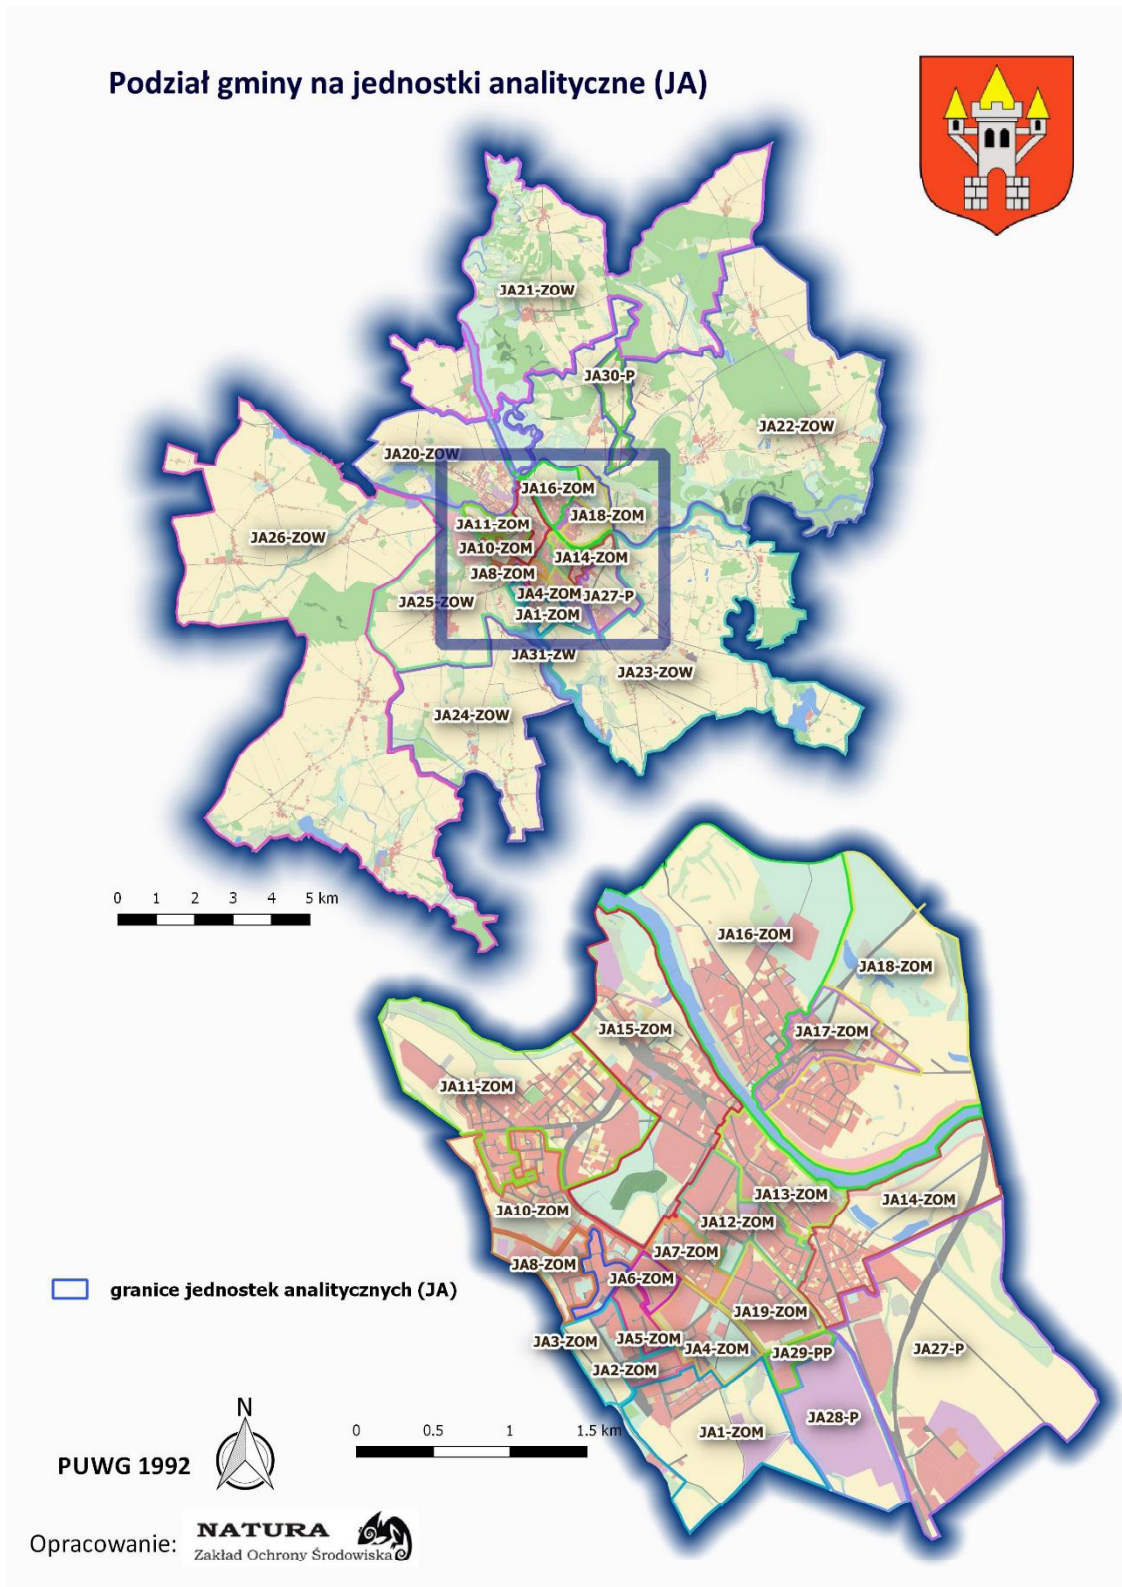 Podział gminy na jednostki analityczne (JA)
JA21-ZOW
JA30-P
JA22-ZOW
JA20-ZOW
JA16-ZOM
JA18-ZOM
JA11-ZOM
JA26-ZOW
JA10-ZOM
JA14-ZOM
JA8-ZOM
JA4-ZOM
JA27-P
JA25-ZOW
JA1-ZOM
JA31-ZW
JA23-ZOW
JA24-ZOW
0 1 2 3 4 5 km
JA16-ZOM
JA18-ZOM
JA15-ZOM
JA17-ZOM
JA11-ZOM
JA13-ZOM
JA14-ZOM
JA10-ZOM
JA12-ZOM
JA7-ZOM
JA8-ZOM
JA6-ZOM
granice jednostek analitycznych (JA)
JA19-ZOM
JA3-ZOM
JA5-ZOM
JA4-ZOM
JA29-PP
JA27-P
JA2-ZOM
JA28-P
JA1-ZOM
N
0 0.5 1 1.5 km
PUWG 1992
Opracowanie:
NATURA
Zakład Ochrony Środowiska